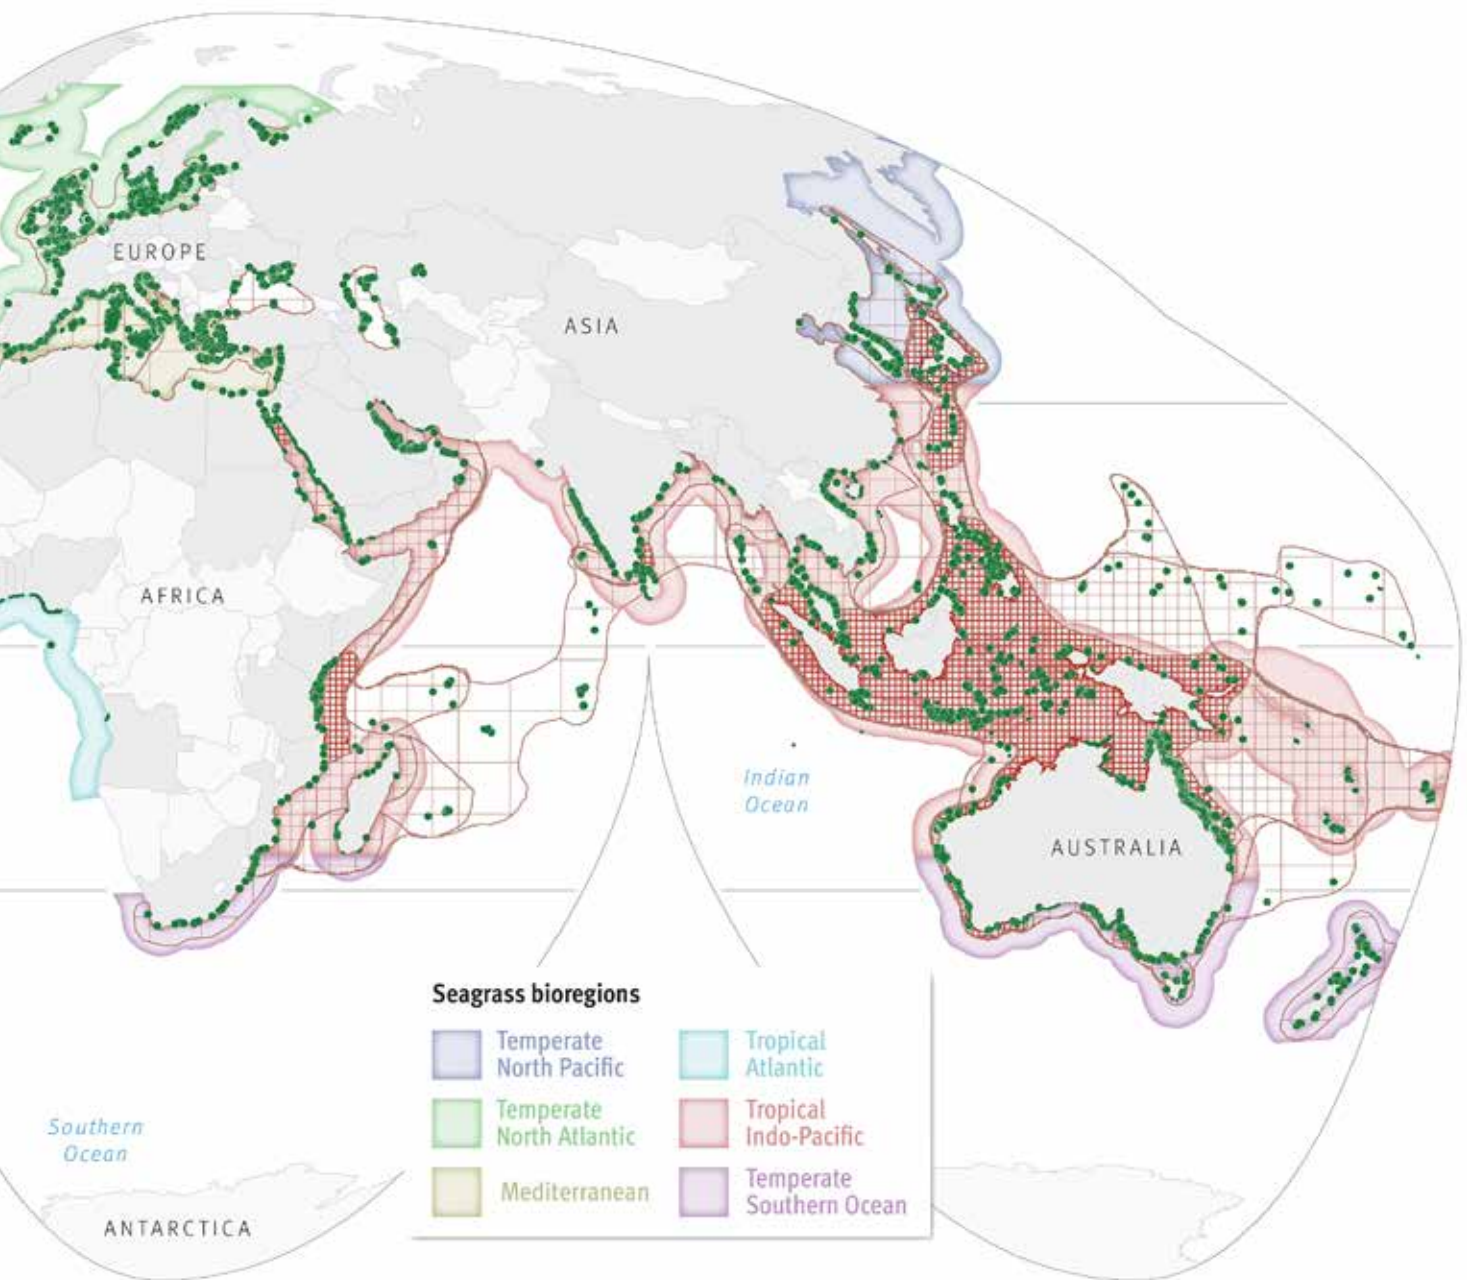 EUROPE
ASIA
AFRICA
Indian
Ocean
AUSTRALIA
Seagrass bioregions
Temperate
North Pacific
Tropical
Atlantic
Temperate
North Atlantic
Tropical
Indo-Pacific
Mediterranean
Temperate
Southern Ocean
Southern
Ocean
ANTARCTICA